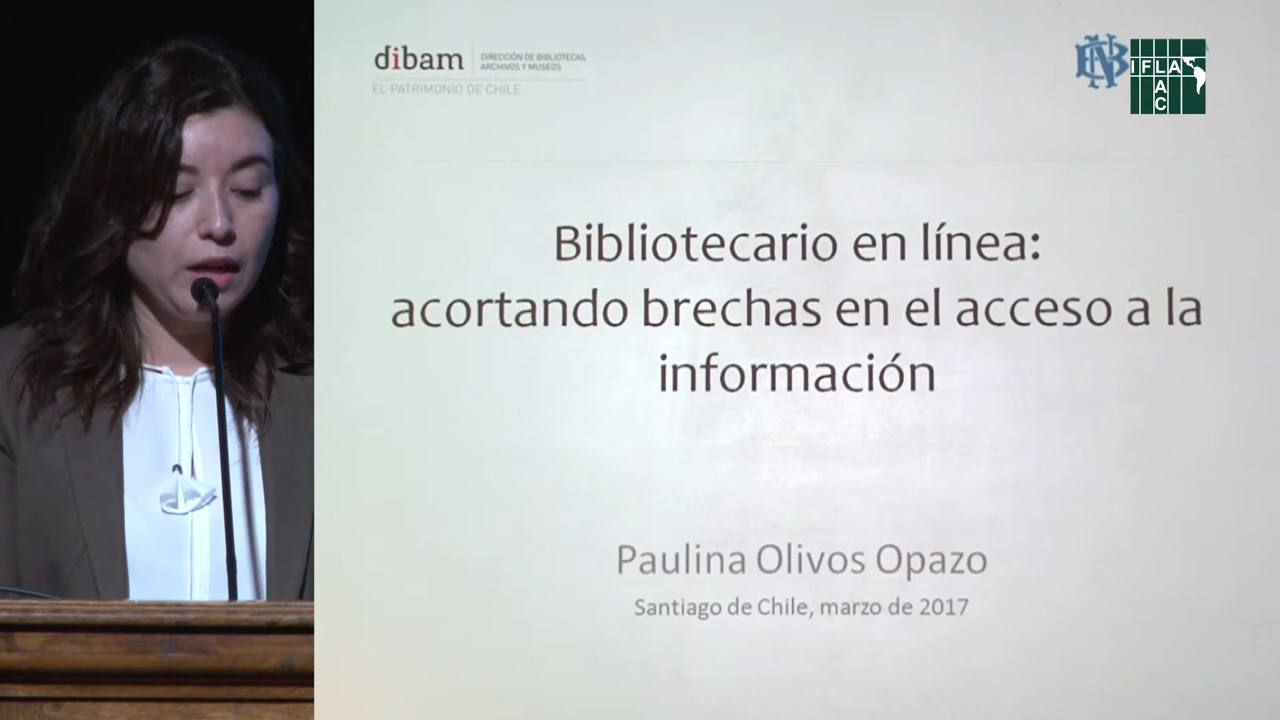 dibam
DIRECCIÓN DE BIBLIOTECAS,
ARCHIVOS Y MUSEOS
EL PATRIMONIO DE CHILE
BN
IFLA
LAC
Bibliotecario en línea:
acortando brechas en el acceso a la
información
Paulina Olivos Opazo
Santiago de Chile, marzo de 2017